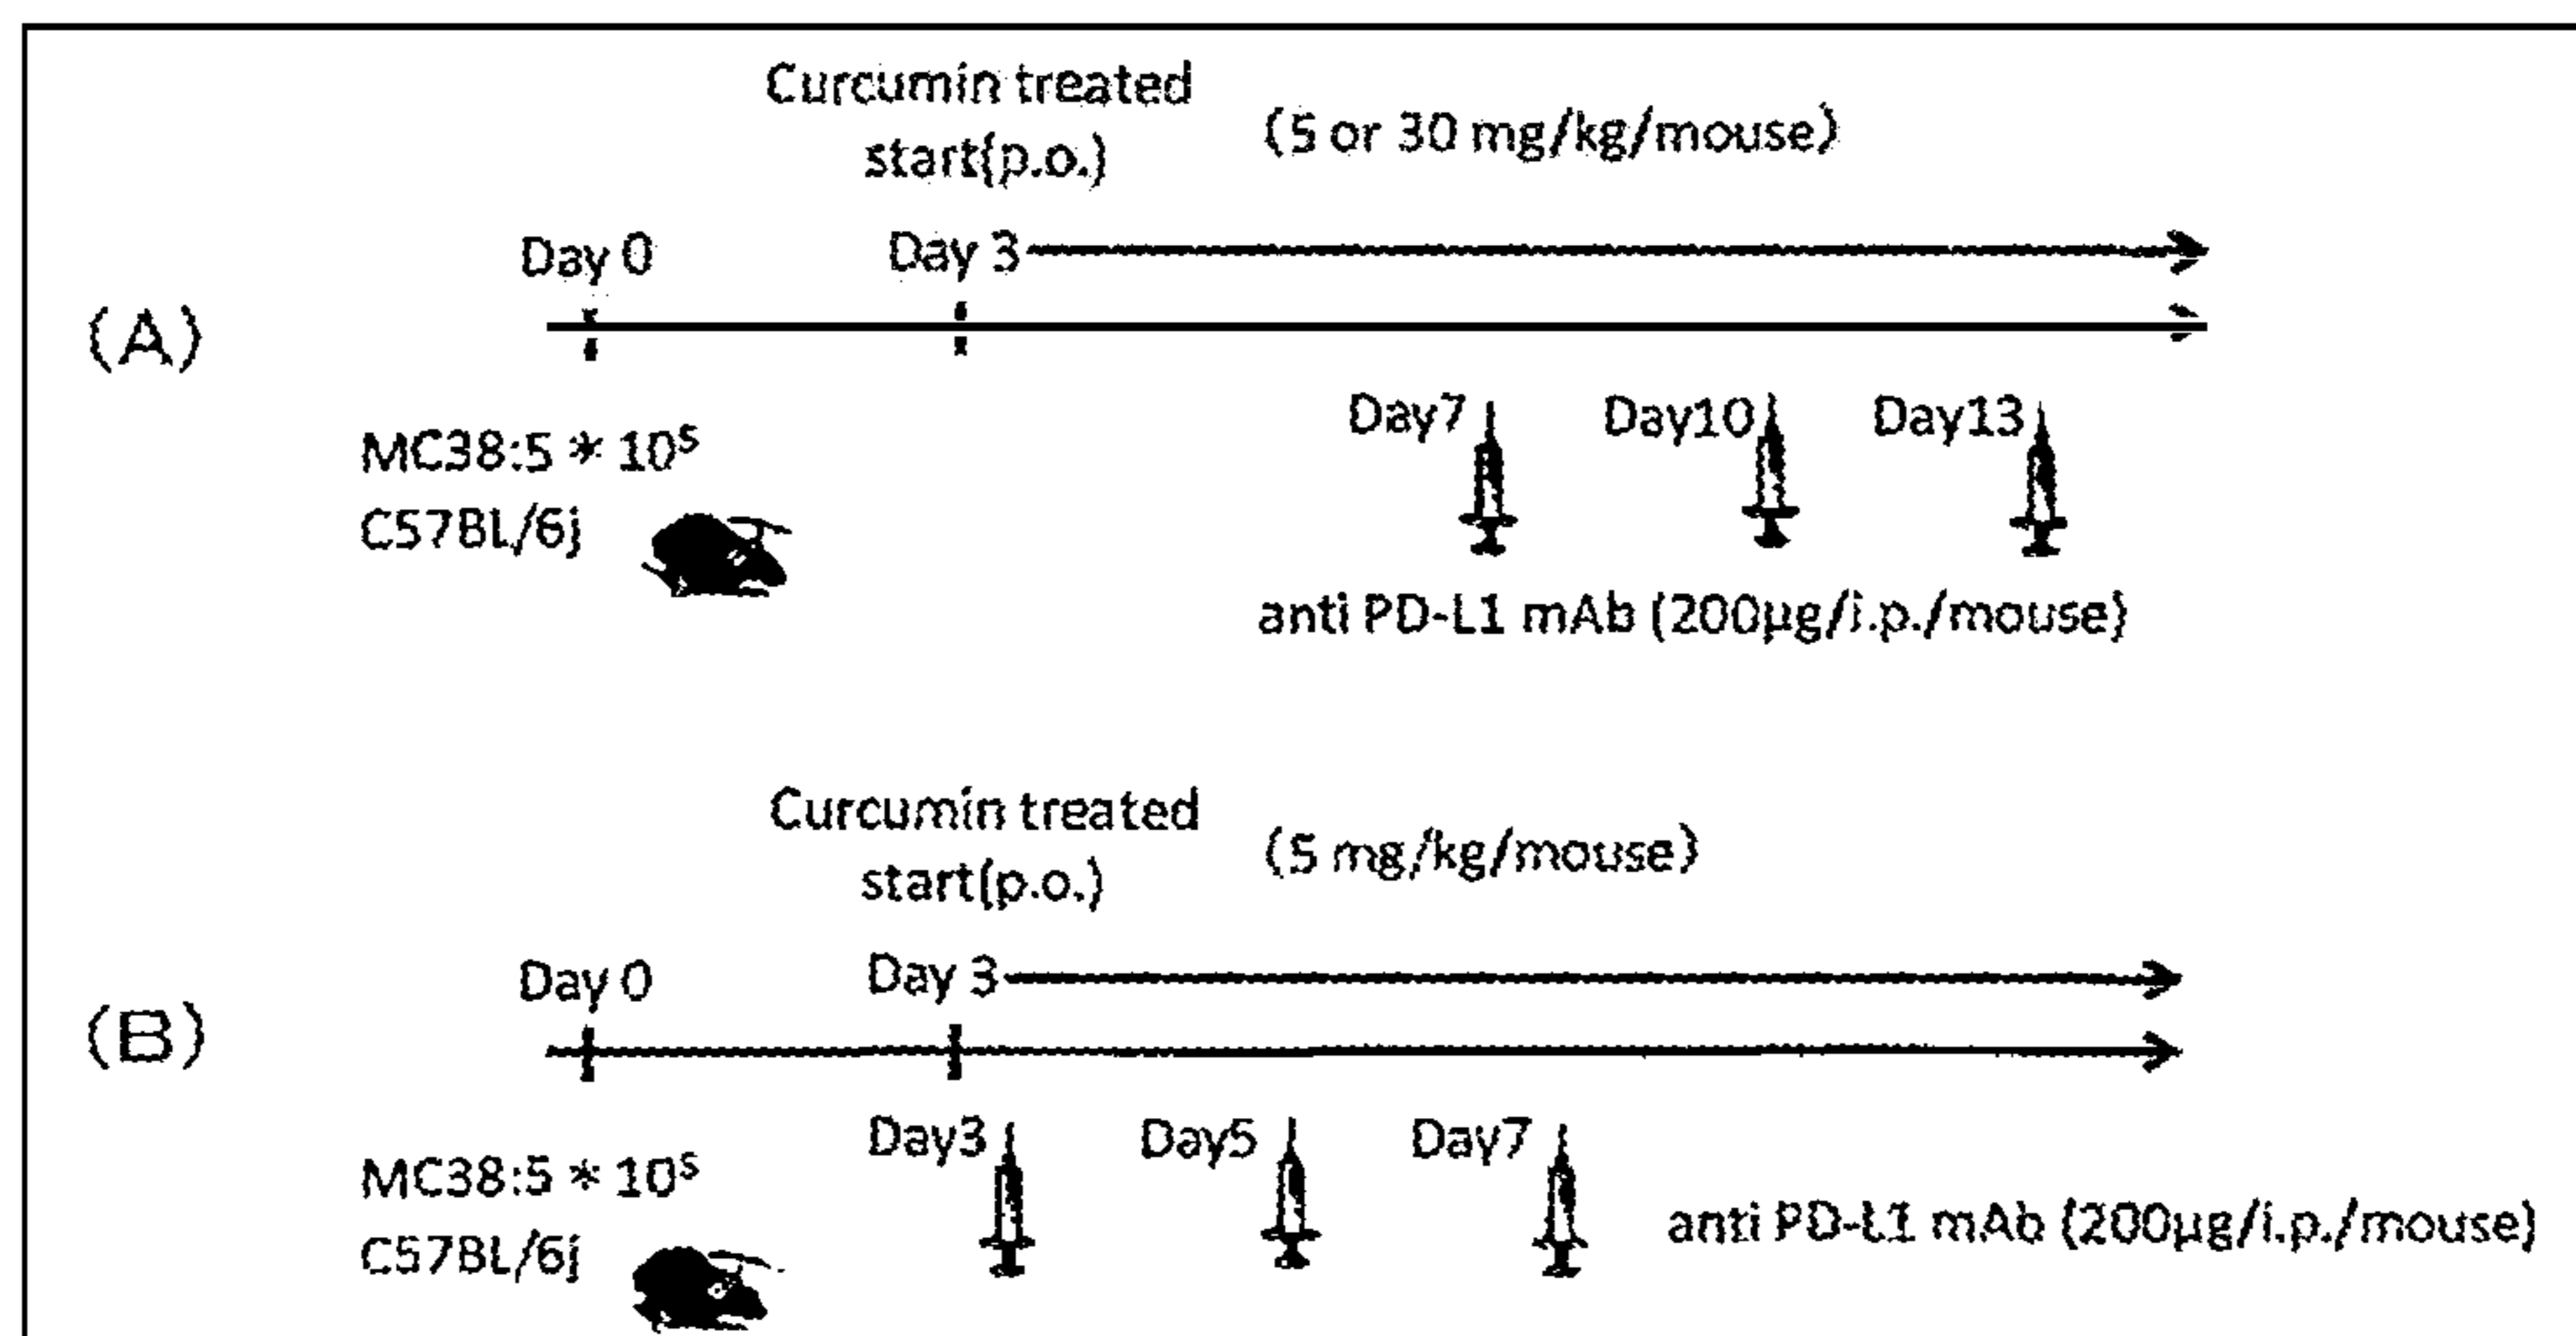 Curcumin treated
start(p.o.)
(5 or 30 mg/kg/mouse)
Day 0
Day 3
(A)
MC38:5 * 10⁵
C57BL/6j
Day7
Day10
Day13
anti PD-L1 mAb (200µg/i.p./mouse)
Curcumin treated
start(p.o.)
(5 mg/kg/mouse)
Day 0
Day 3
(B)
MC38:5 * 10⁵
C57BL/6j
Day3
Day5
Day7
anti PD-L1 mAb (200µg/i.p./mouse)